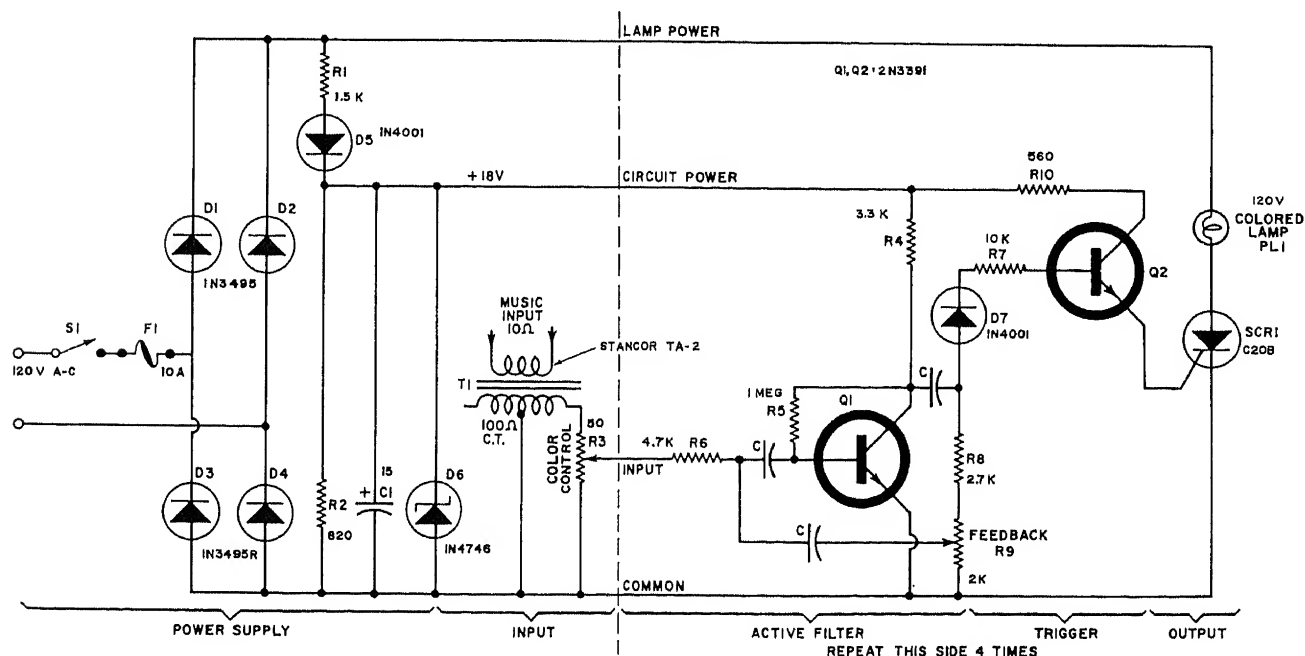 LAMP POWER
Q1,Q2=2N3391
R1
1.5 K
D5
IN4001
+18V
CIRCUIT POWER
560
R10
D1
D2
3.3 K
R4
120V
COLORED
LAMP
PL1
10K
R7
Q2
IN3495
MUSIC
INPUT
10Ω
D7
IN4001
SCR1
C20B
S1
F1
STANCOR TA-2
120V A-C
10A
T1
C
1 MEG
R5
Q1
100Ω
C.T.
50
R3
COLOR
CONTROL
4.7K
R6
C
INPUT
R8
2.7K
D3
D4
R2
820
15
+
C1
D6
C
FEEDBACK
R9
IN3495R
IN4746
2K
COMMON
POWER SUPPLY
INPUT
ACTIVE FILTER
TRIGGER
OUTPUT
REPEAT THIS SIDE 4 TIMES